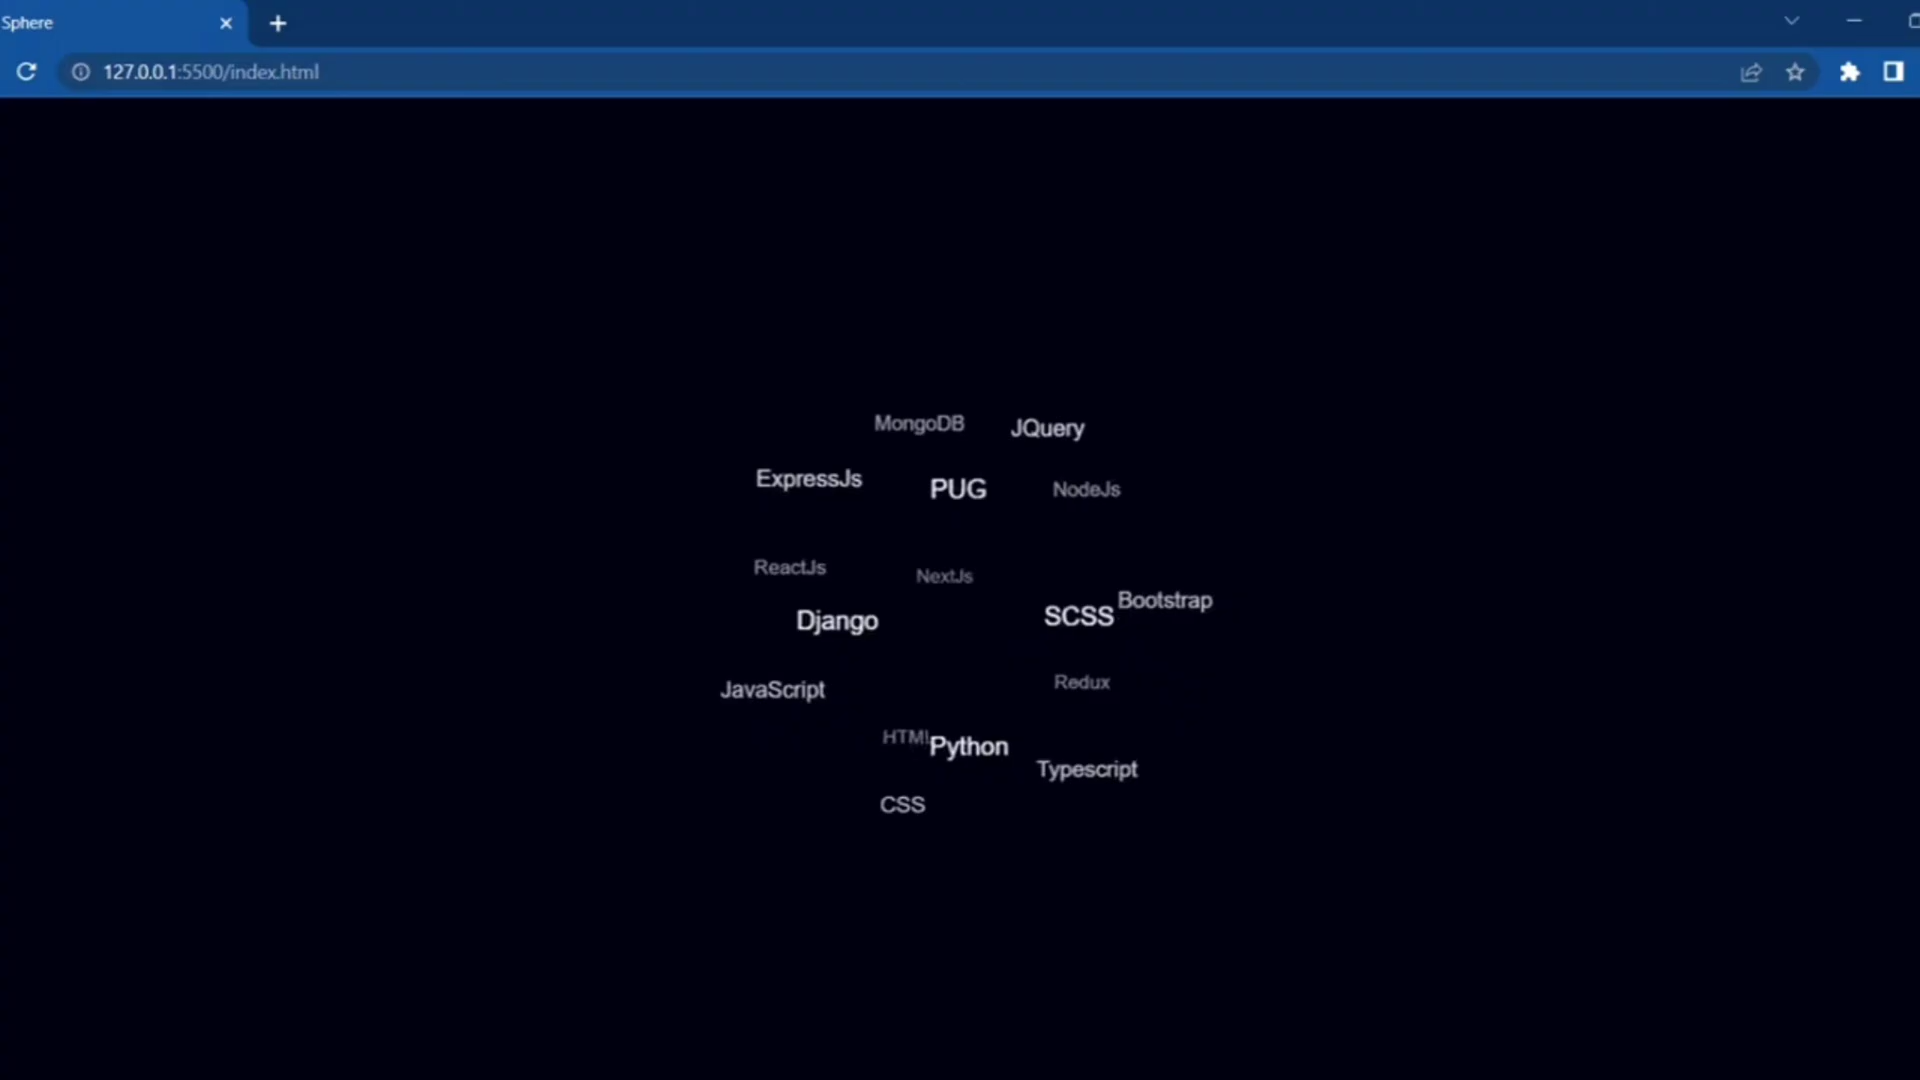 Sphere
127.0.0.1:5500/index.html
MongoDB
JQuery
ExpressJs
PUG
NodeJs
ReactJs
NextJs
Bootstrap
SCSS
Django
Redux
JavaScript
HTML
Python
Typescript
CSS